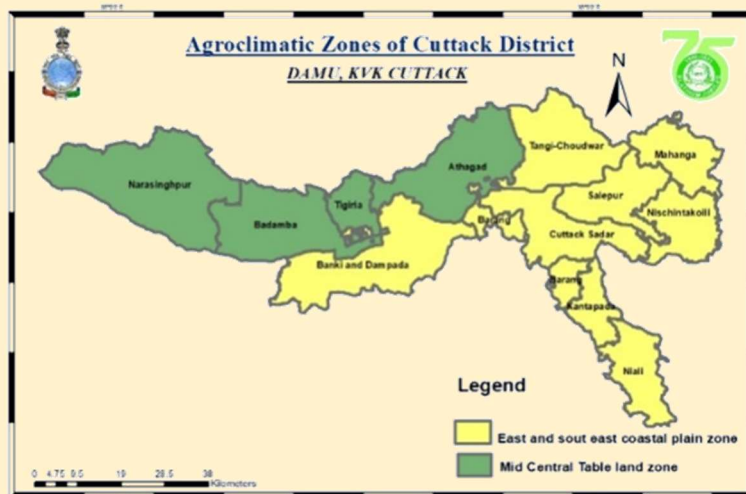 Agroclimatic Zones of Cuttack District
DAMU, KVK CUTTACK
75
N
Tangi-Choudwar
Mahanga
Athagad
Narasinghpur
Salepur
Tigiria
Nischintakoili
Badamba
Cuttack Sadar
Banki and Dampada
Barang
Kantapada
Niali
Legend
East and sout east coastal plain zone
Mid Central Table land zone
0 4.75 9.5 19 28.5 38
Kilometers